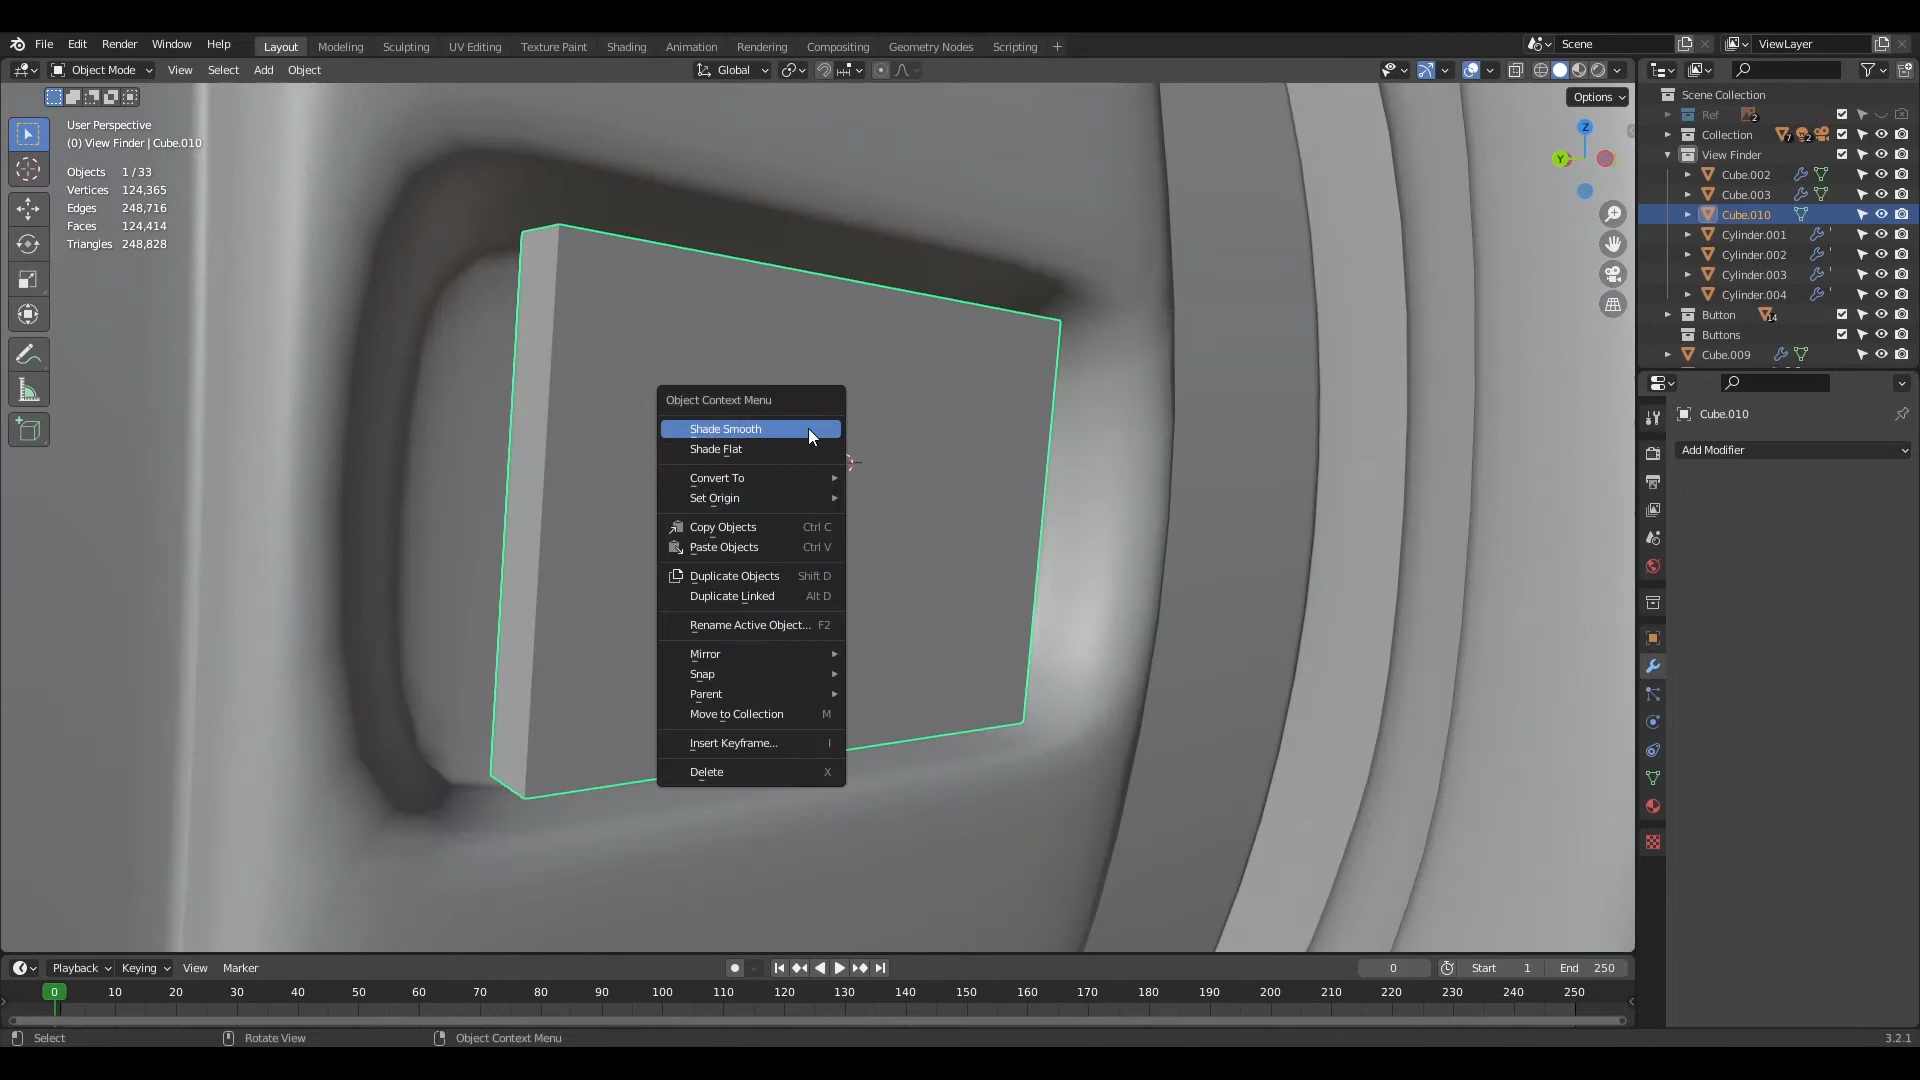 File Edit Render Window Help
Layout Modeling Sculpting UV Editing Texture Paint Shading Animation Rendering Compositing Geometry Nodes Scripting +
Scene
ViewLayer
Object Mode View Select Add Object
Global
Options
User Perspective
(0) View Finder | Cube.010
Objects 1 / 33
Vertices 124,365
Edges 248,716
Faces 124,414
Triangles 248,828
Z
Y
Object Context Menu
Shade Smooth
Shade Flat
Convert To
Set Origin
Copy Objects Ctrl C
Paste Objects Ctrl V
Duplicate Objects Shift D
Duplicate Linked Alt D
Rename Active Object... F2
Mirror
Snap
Parent
Move to Collection M
Insert Keyframe... I
Delete X
Scene Collection
Ref 2
Collection 7 2
View Finder
Cube.002
Cube.003
Cube.010
Cylinder.001
Cylinder.002
Cylinder.003
Cylinder.004
Button 14
Buttons
Cube.009
Cube.010
Add Modifier
Playback Keying View Marker
0 Start 1 End 250
0 10 20 30 40 50 60 70 80 90 100 110 120 130 140 150 160 170 180 190 200 210 220 230 240 250
Select Rotate View Object Context Menu 3.2.1